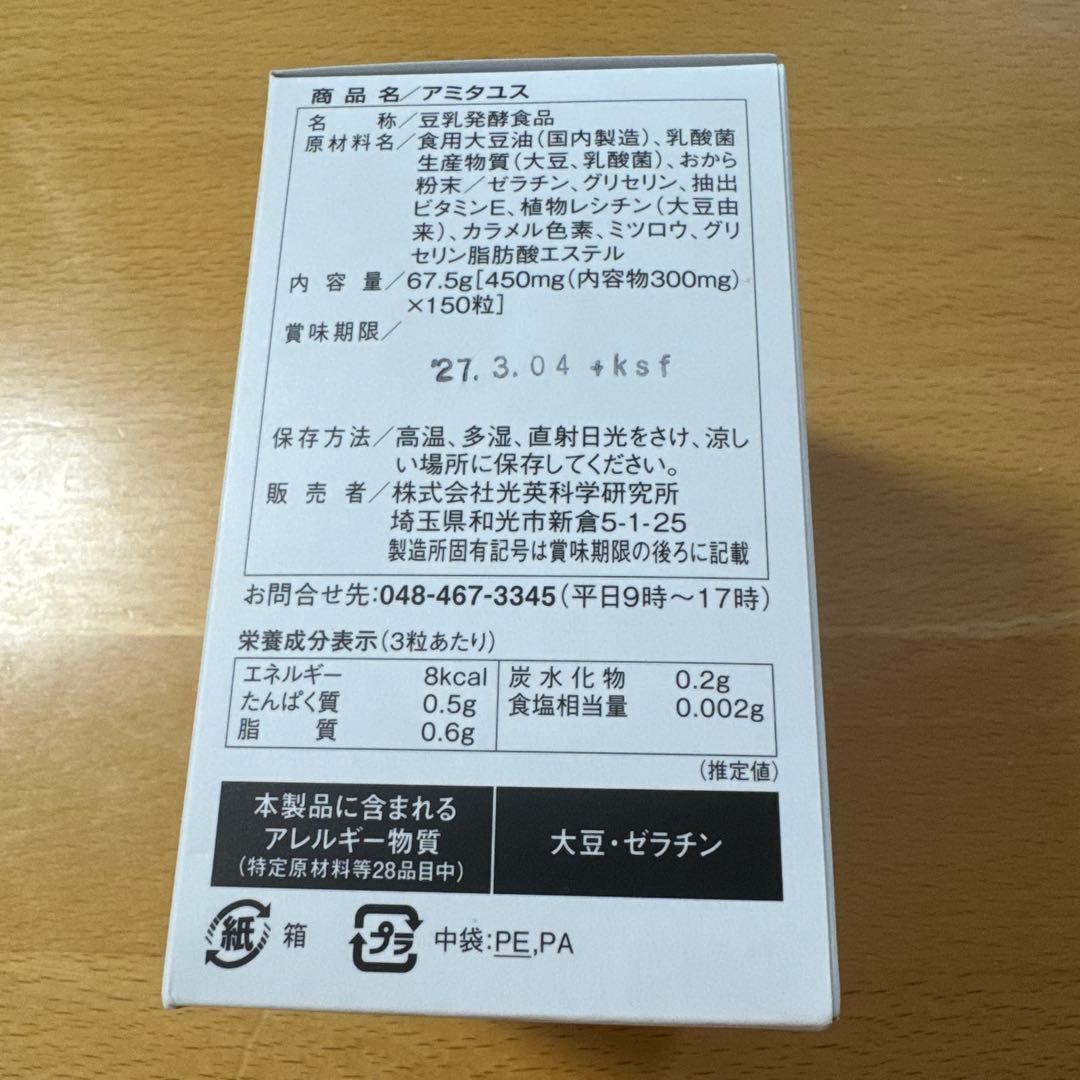 商品名/アミタユス
名称/豆乳発酵食品
原材料名/食用大豆油(国内製造)、乳酸菌
生産物質(大豆、乳酸菌)、おから
粉末/ゼラチン、グリセリン、抽出
ビタミンE、植物レシチン(大豆由
来)、カラメル色素、ミツロウ、グリ
セリン脂肪酸エステル
内容量/67.5g[450mg(内容物300mg)
×150粒]
賞味期限/
'27.3.04 +ksf
保存方法/高温、多湿、直射日光をさけ、涼し
い場所に保存してください。
販売者/株式会社光英科学研究所
埼玉県和光市新倉5-1-25
製造所固有記号は賞味期限の後ろに記載
お問合せ先:048-467-3345(平日9時〜17時)
栄養成分表示(3粒あたり)
エネルギー 8kcal 炭水化物 0.2g
たんぱく質 0.5g 食塩相当量 0.002g
脂質 0.6g
(推定値)
本製品に含まれる
アレルギー物質
(特定原材料等28品目中)
大豆・ゼラチン
紙 箱 プラ 中袋:PE,PA